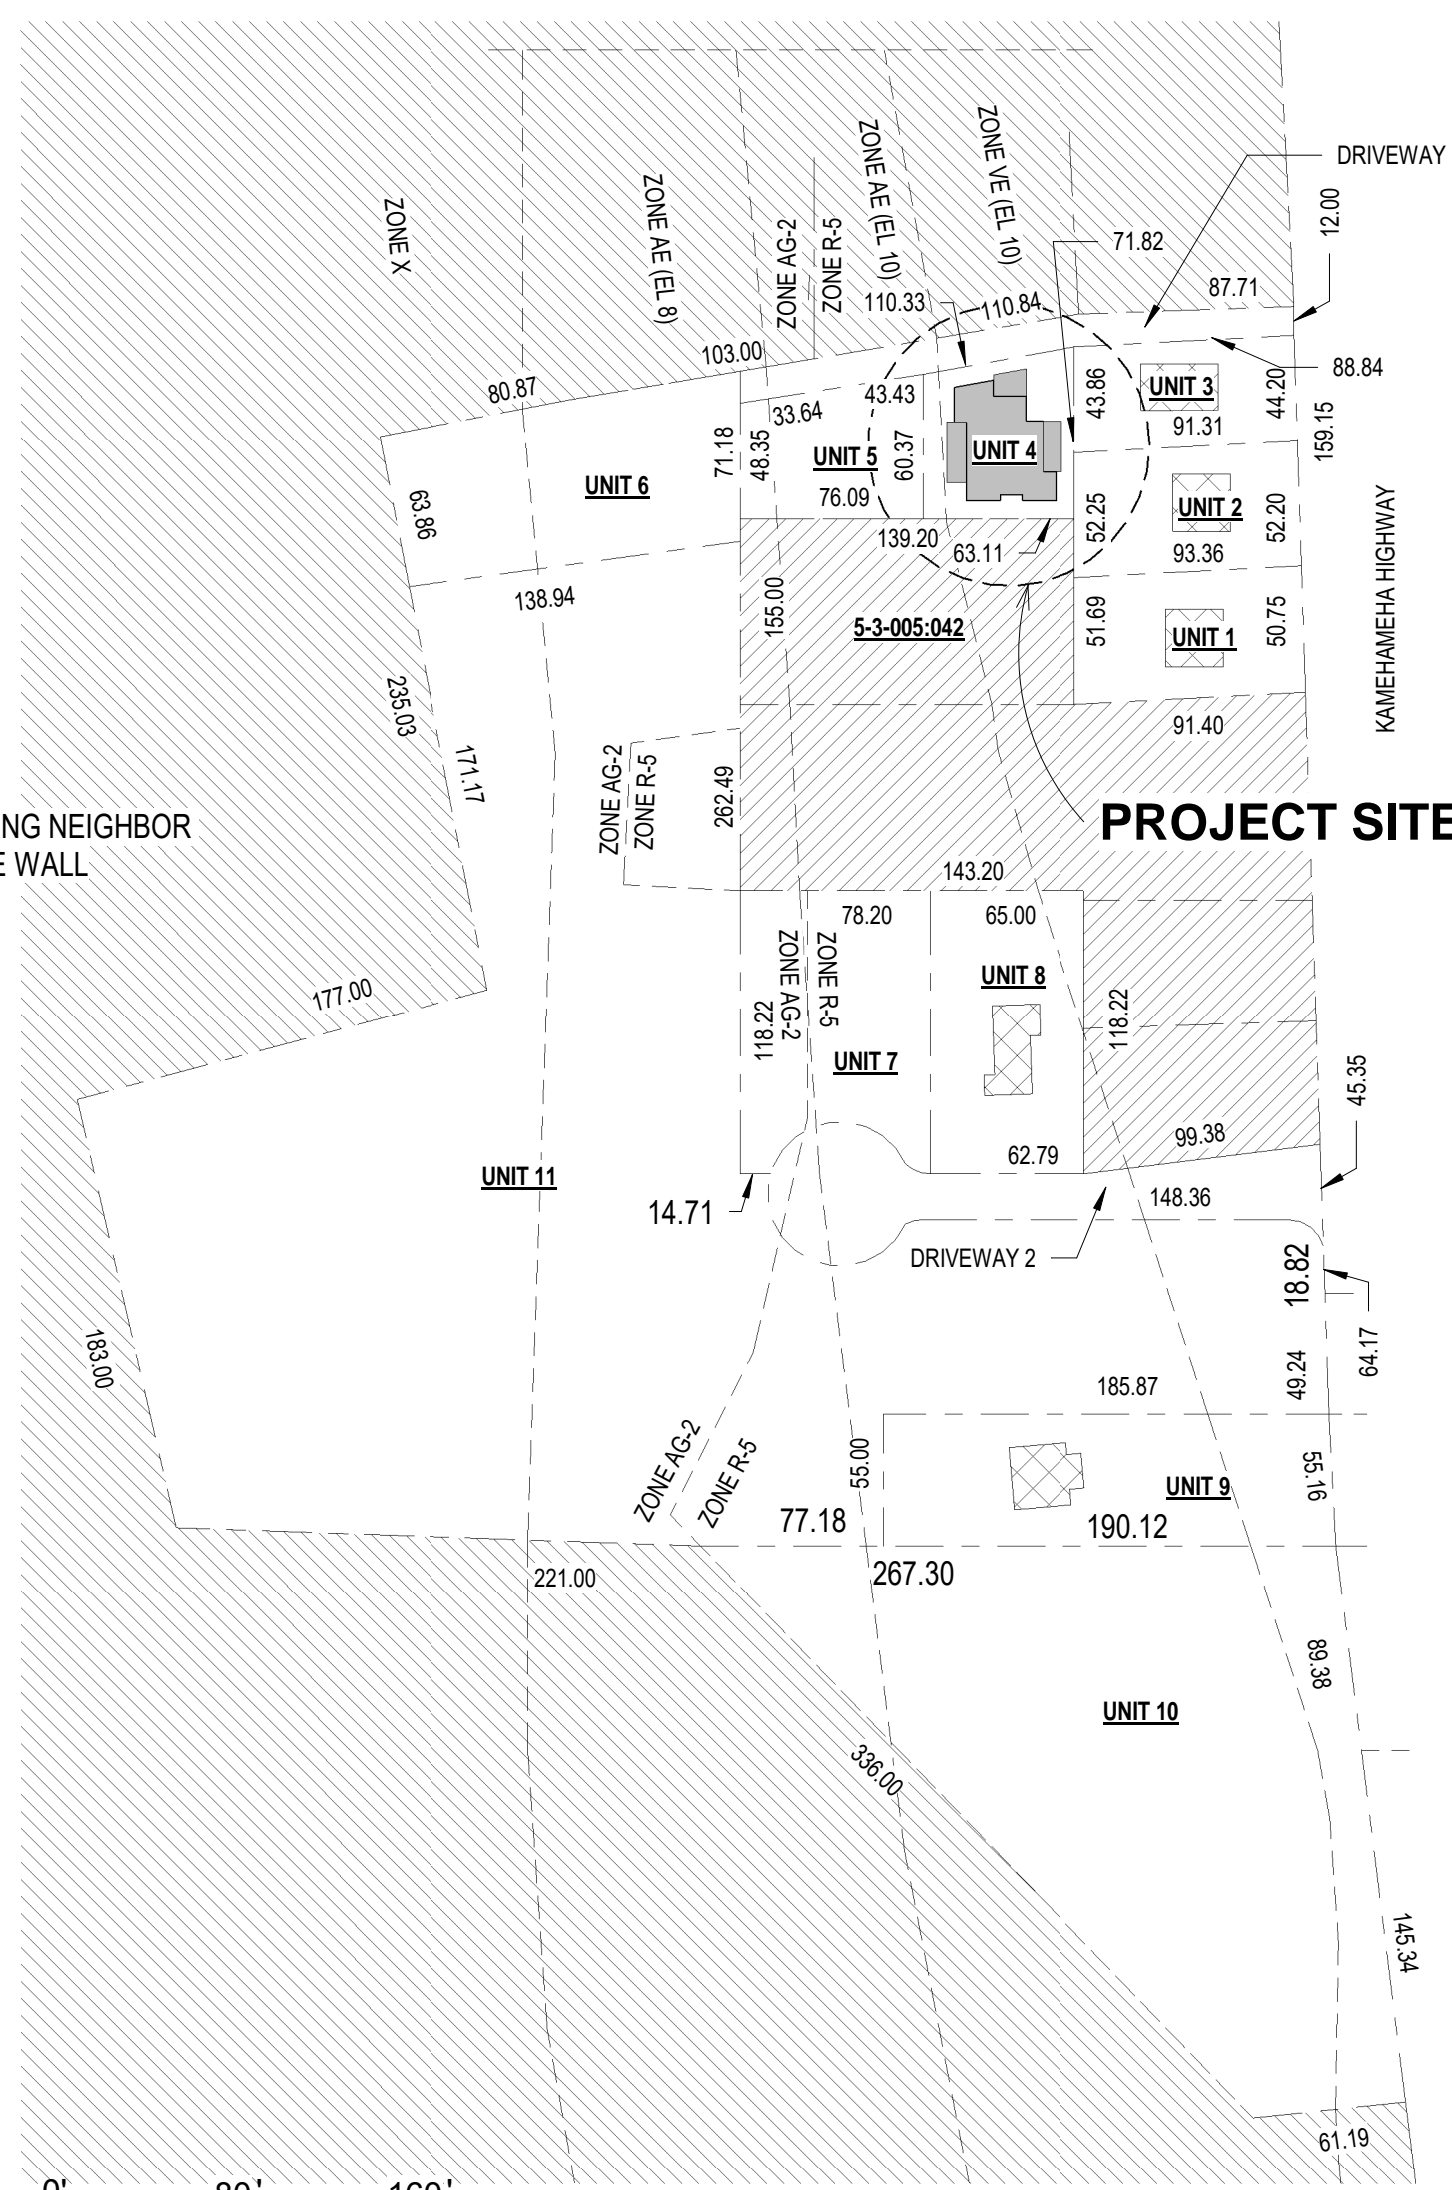 DRIVEWAY
12.00
ZONE X
ZONE AE (EL 8)
ZONE AG-2
ZONE R-5
ZONE AE (EL 10)
ZONE VE (EL 10)
71.82
87.71
110.33
110.84
103.00
88.84
80.87
43.43
33.64
43.86
UNIT 3
44.20
91.31
159.15
71.18
48.35
UNIT 5
60.37
UNIT 4
UNIT 6
76.09
63.86
52.25
UNIT 2
52.20
139.20
63.11
93.36
KAMEHAMEHA HIGHWAY
138.94
155.00
5-3-005:042
51.69
UNIT 1
50.75
235.03
91.40
171.17
ZONE AG-2
ZONE R-5
262.49
NG NEIGHBOR
E WALL
PROJECT SITE
143.20
78.20
65.00
ZONE AG-2
ZONE R-5
UNIT 8
177.00
118.22
118.22
UNIT 7
45.35
99.38
62.79
UNIT 11
148.36
14.71
DRIVEWAY 2
18.82
64.17
183.00
49.24
185.87
ZONE AG-2
ZONE R-5
55.00
55.16
UNIT 9
77.18
190.12
267.30
221.00
89.38
UNIT 10
336.00
145.34
61.19
0'
80'
160'